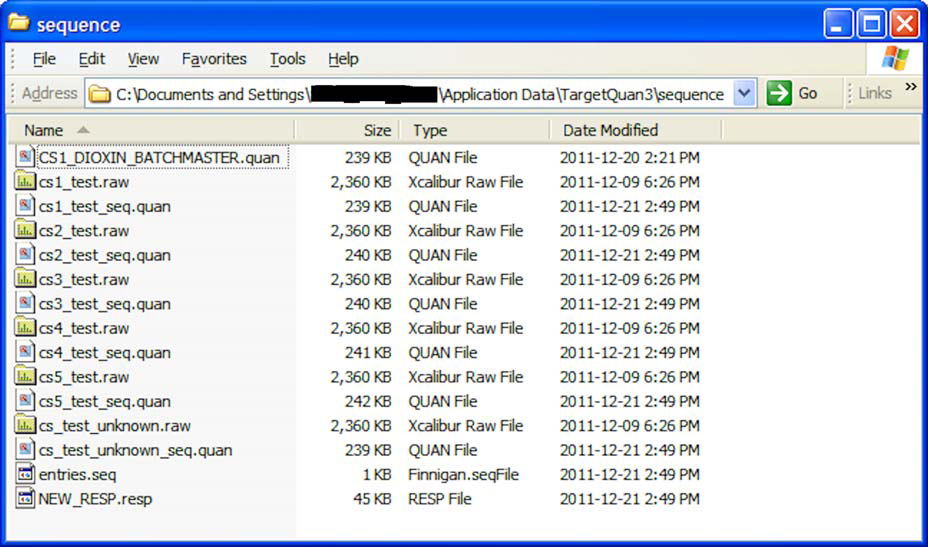 sequence
File Edit View Favorites Tools Help
Address C:\Documents and Settings\ \Application Data\TargetQuan3\sequence Go Links »
Name Size Type Date Modified
CS1_DIOXIN_BATCHMASTER.quan 239 KB QUAN File 2011-12-20 2:21 PM
cs1_test.raw 2,360 KB Xcalibur Raw File 2011-12-09 6:26 PM
cs1_test_seq.quan 239 KB QUAN File 2011-12-21 2:49 PM
cs2_test.raw 2,360 KB Xcalibur Raw File 2011-12-09 6:26 PM
cs2_test_seq.quan 240 KB QUAN File 2011-12-21 2:49 PM
cs3_test.raw 2,360 KB Xcalibur Raw File 2011-12-09 6:26 PM
cs3_test_seq.quan 240 KB QUAN File 2011-12-21 2:49 PM
cs4_test.raw 2,360 KB Xcalibur Raw File 2011-12-09 6:26 PM
cs4_test_seq.quan 241 KB QUAN File 2011-12-21 2:49 PM
cs5_test.raw 2,360 KB Xcalibur Raw File 2011-12-09 6:26 PM
cs5_test_seq.quan 242 KB QUAN File 2011-12-21 2:49 PM
cs_test_unknown.raw 2,360 KB Xcalibur Raw File 2011-12-09 6:26 PM
cs_test_unknown_seq.quan 239 KB QUAN File 2011-12-21 2:49 PM
entries.seq 1 KB Finnigan.seqFile 2011-12-21 2:49 PM
NEW_RESP.resp 45 KB RESP File 2011-12-21 2:49 PM